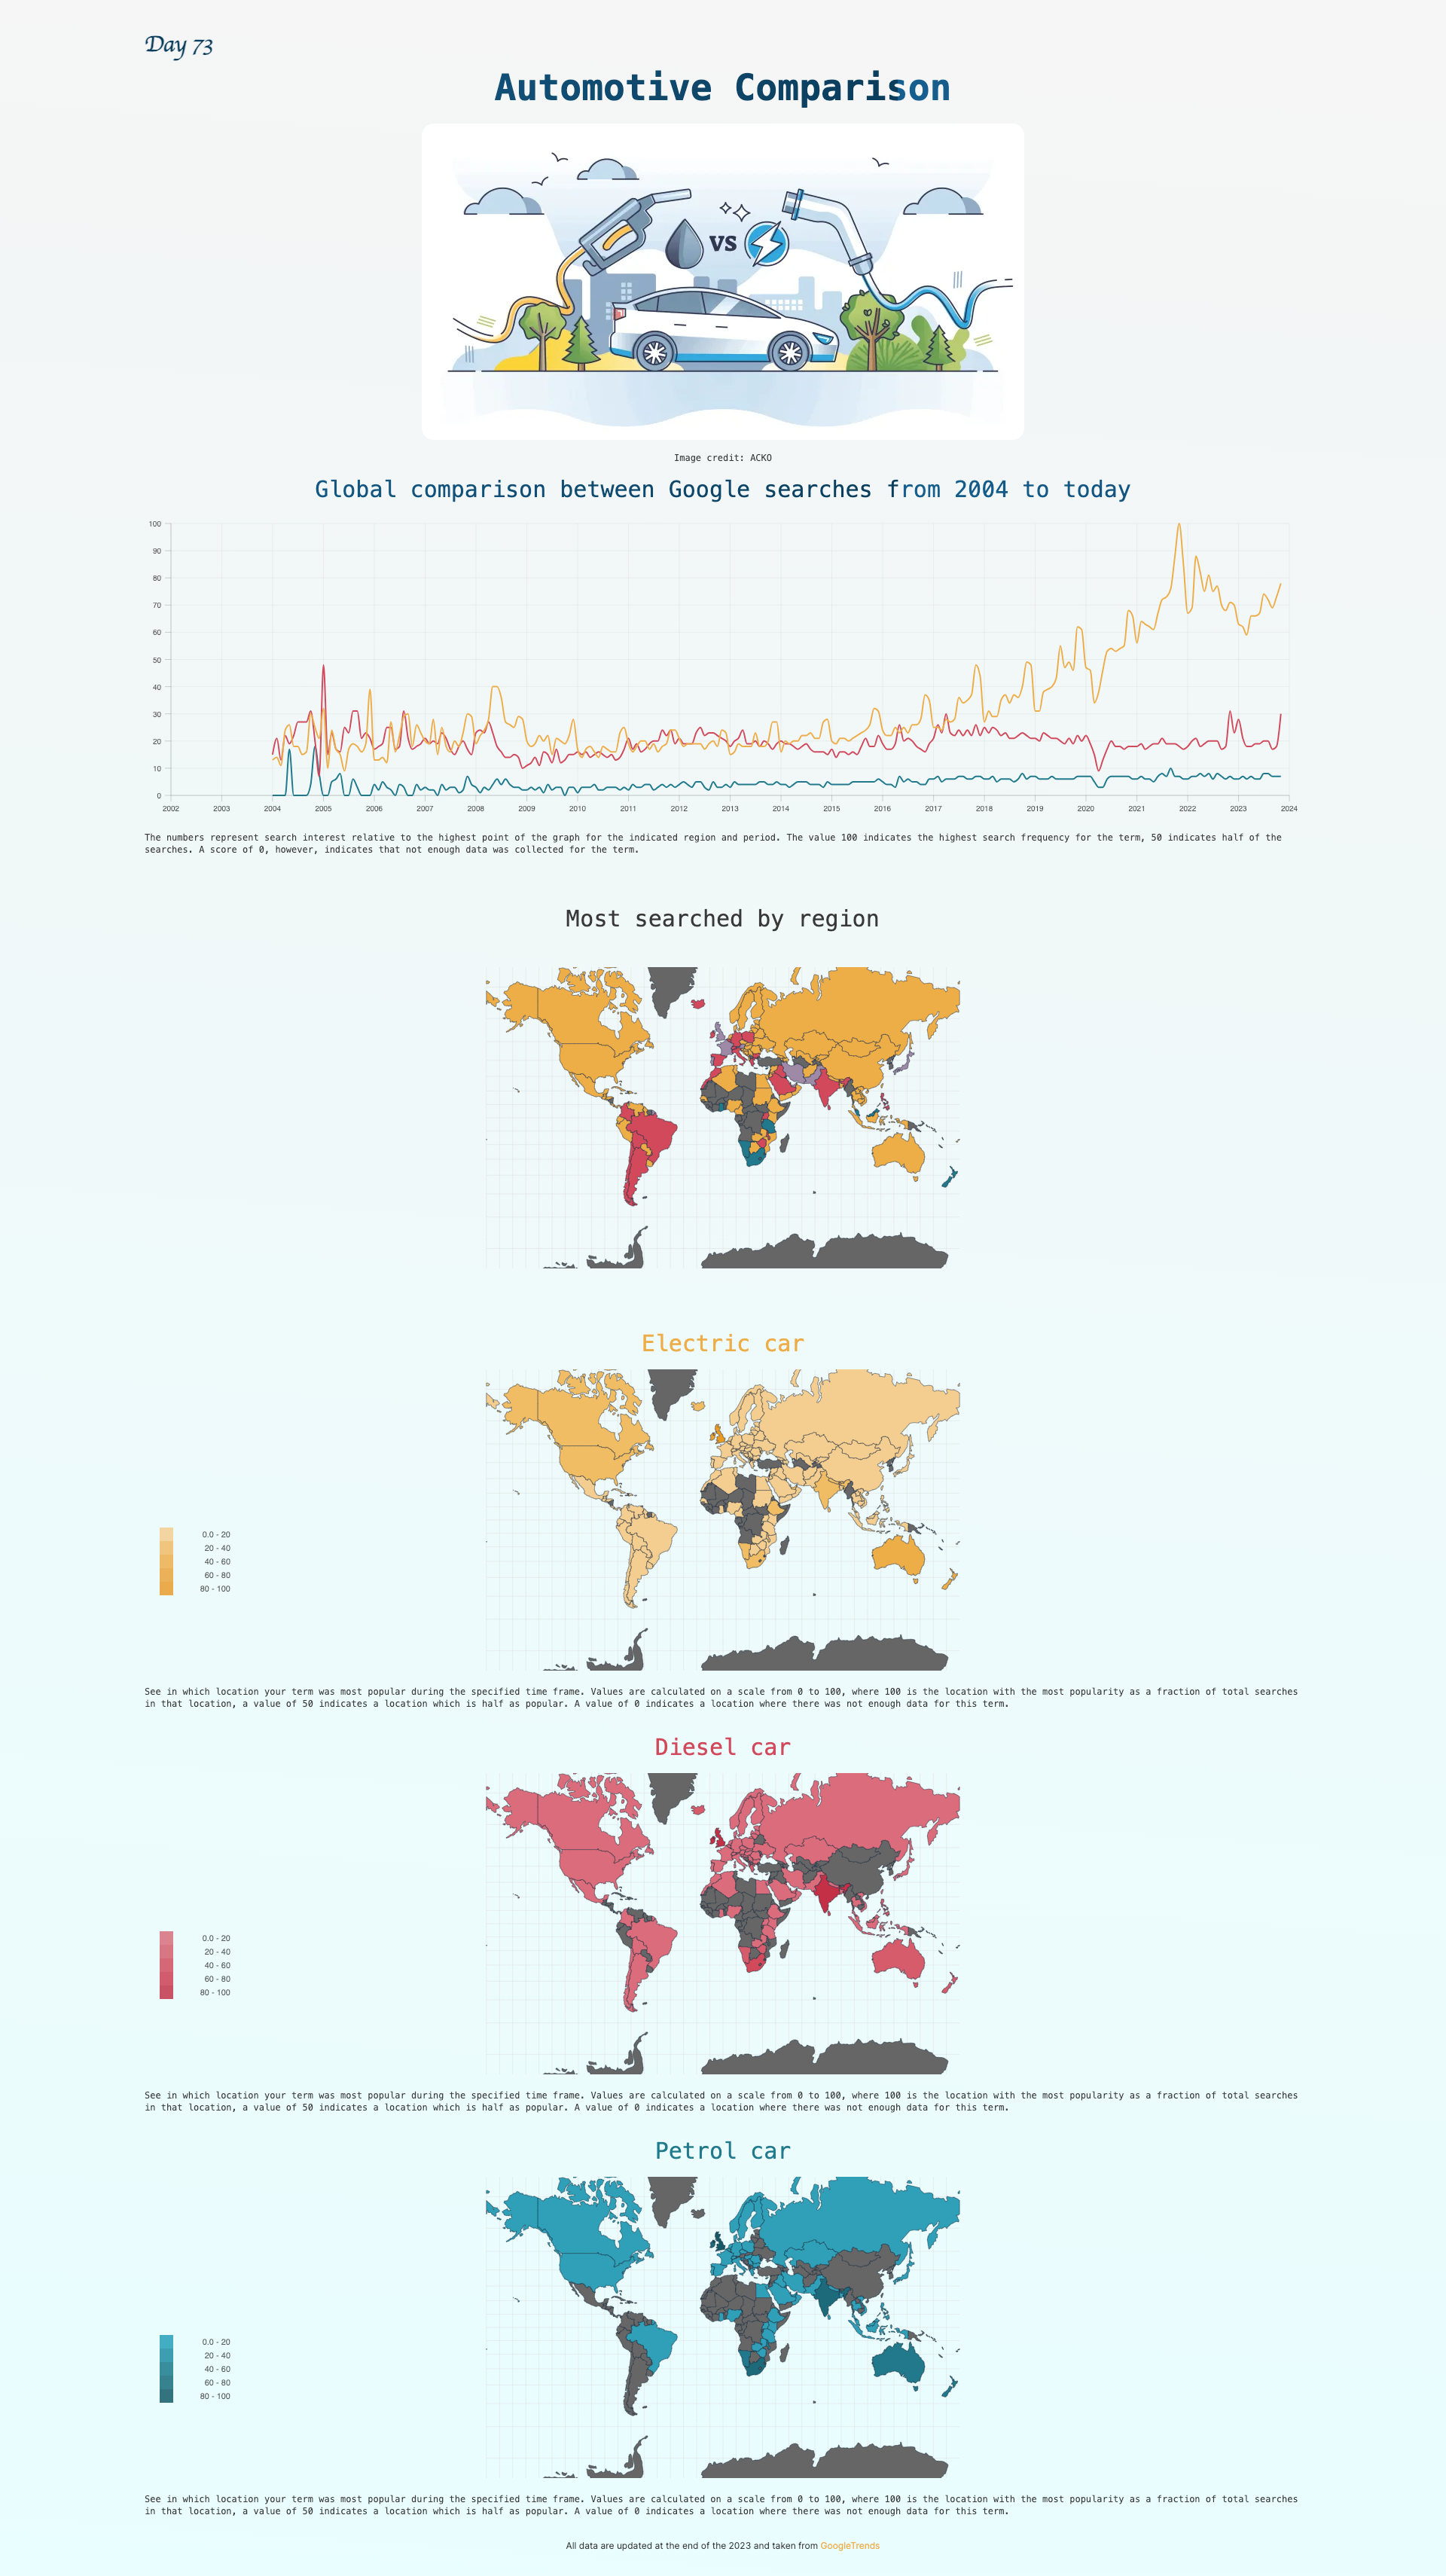 Day 73
Automotive Comparison
VS
Image credit: ACKO
Global comparison between Google searches from 2004 to today
100
90
80
70
60
50
40
30
20
10
0
2002 2003 2004 2005 2006 2007 2008 2009 2010 2011 2012 2013 2014 2015 2016 2017 2018 2019 2020 2021 2022 2023 2024
The numbers represent search interest relative to the highest point of the graph for the indicated region and period. The value 100 indicates the highest search frequency for the term, 50 indicates half of the
searches. A score of 0, however, indicates that not enough data was collected for the term.
Most searched by region
Electric car
0.0 - 20
20 - 40
40 - 60
60 - 80
80 - 100
See in which location your term was most popular during the specified time frame. Values are calculated on a scale from 0 to 100, where 100 is the location with the most popularity as a fraction of total searches
in that location, a value of 50 indicates a location which is half as popular. A value of 0 indicates a location where there was not enough data for this term.
Diesel car
0.0 - 20
20 - 40
40 - 60
60 - 80
80 - 100
See in which location your term was most popular during the specified time frame. Values are calculated on a scale from 0 to 100, where 100 is the location with the most popularity as a fraction of total searches
in that location, a value of 50 indicates a location which is half as popular. A value of 0 indicates a location where there was not enough data for this term.
Petrol car
0.0 - 20
20 - 40
40 - 60
60 - 80
80 - 100
See in which location your term was most popular during the specified time frame. Values are calculated on a scale from 0 to 100, where 100 is the location with the most popularity as a fraction of total searches
in that location, a value of 50 indicates a location which is half as popular. A value of 0 indicates a location where there was not enough data for this term.
All data are updated at the end of the 2023 and taken from GoogleTrends